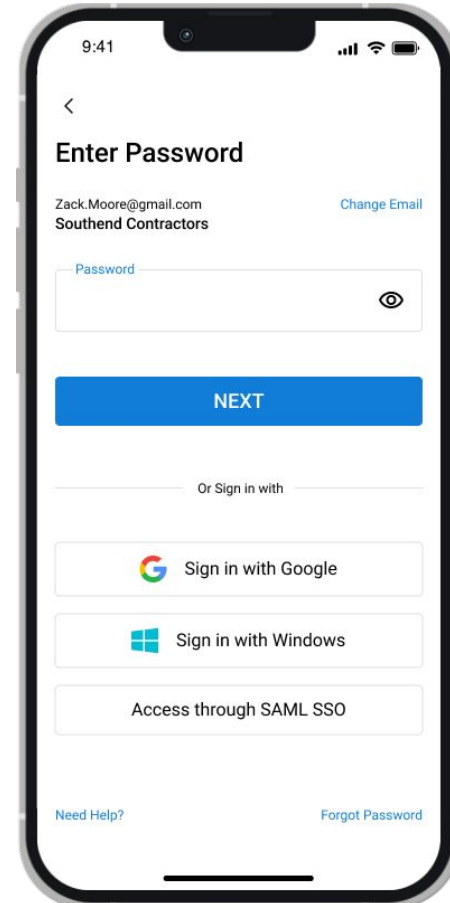 9:41
Enter Password
Zack.Moore@gmail.com
Change Email
Southend Contractors
Password
NEXT
Or Sign in with
Sign in with Google
Sign in with Windows
Access through SAML SSO
Need Help?
Forgot Password